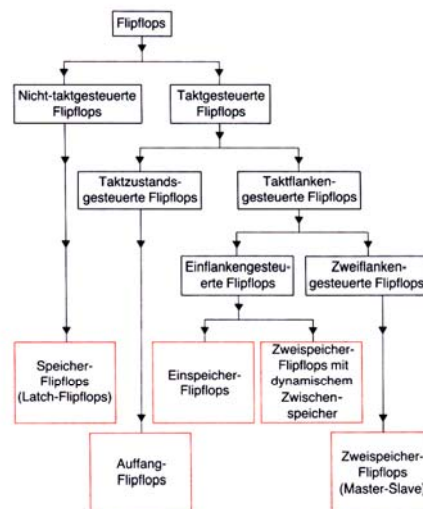 Flipflops
Nicht-taktgesteuerte
Flipflops
Taktgesteuerte
Flipflops
Taktzustands-
gesteuerte Flipflops
Taktflanken-
gesteuerte Flipflops
Einflankengesteu-
erte Flipflops
Zweiflanken-
gesteuerte Flipflops
Speicher-
Flipflops
(Latch-Flipflops)
Einspeicher-
Flipflops
Zweispeicher-
Flipflops mit
dynamischem
Zwischen-
speicher
Auffang-
Flipflops
Zweispeicher-
Flipflops
(Master-Slave)